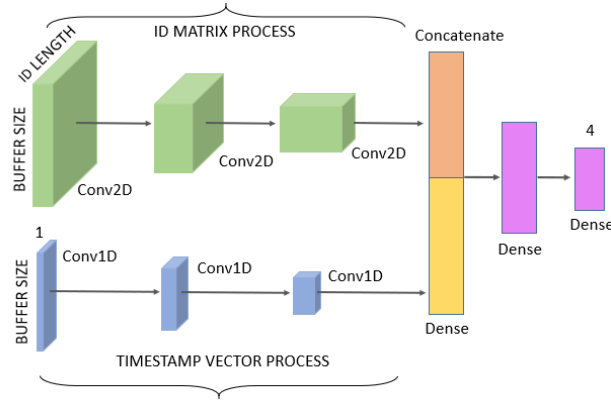 ID MATRIX PROCESS
Concatenate
ID LENGTH
BUFFER SIZE
Conv2D
Conv2D
Conv2D
4
Dense
Dense
1
Conv1D
Conv1D
Conv1D
BUFFER SIZE
Dense
TIMESTAMP VECTOR PROCESS